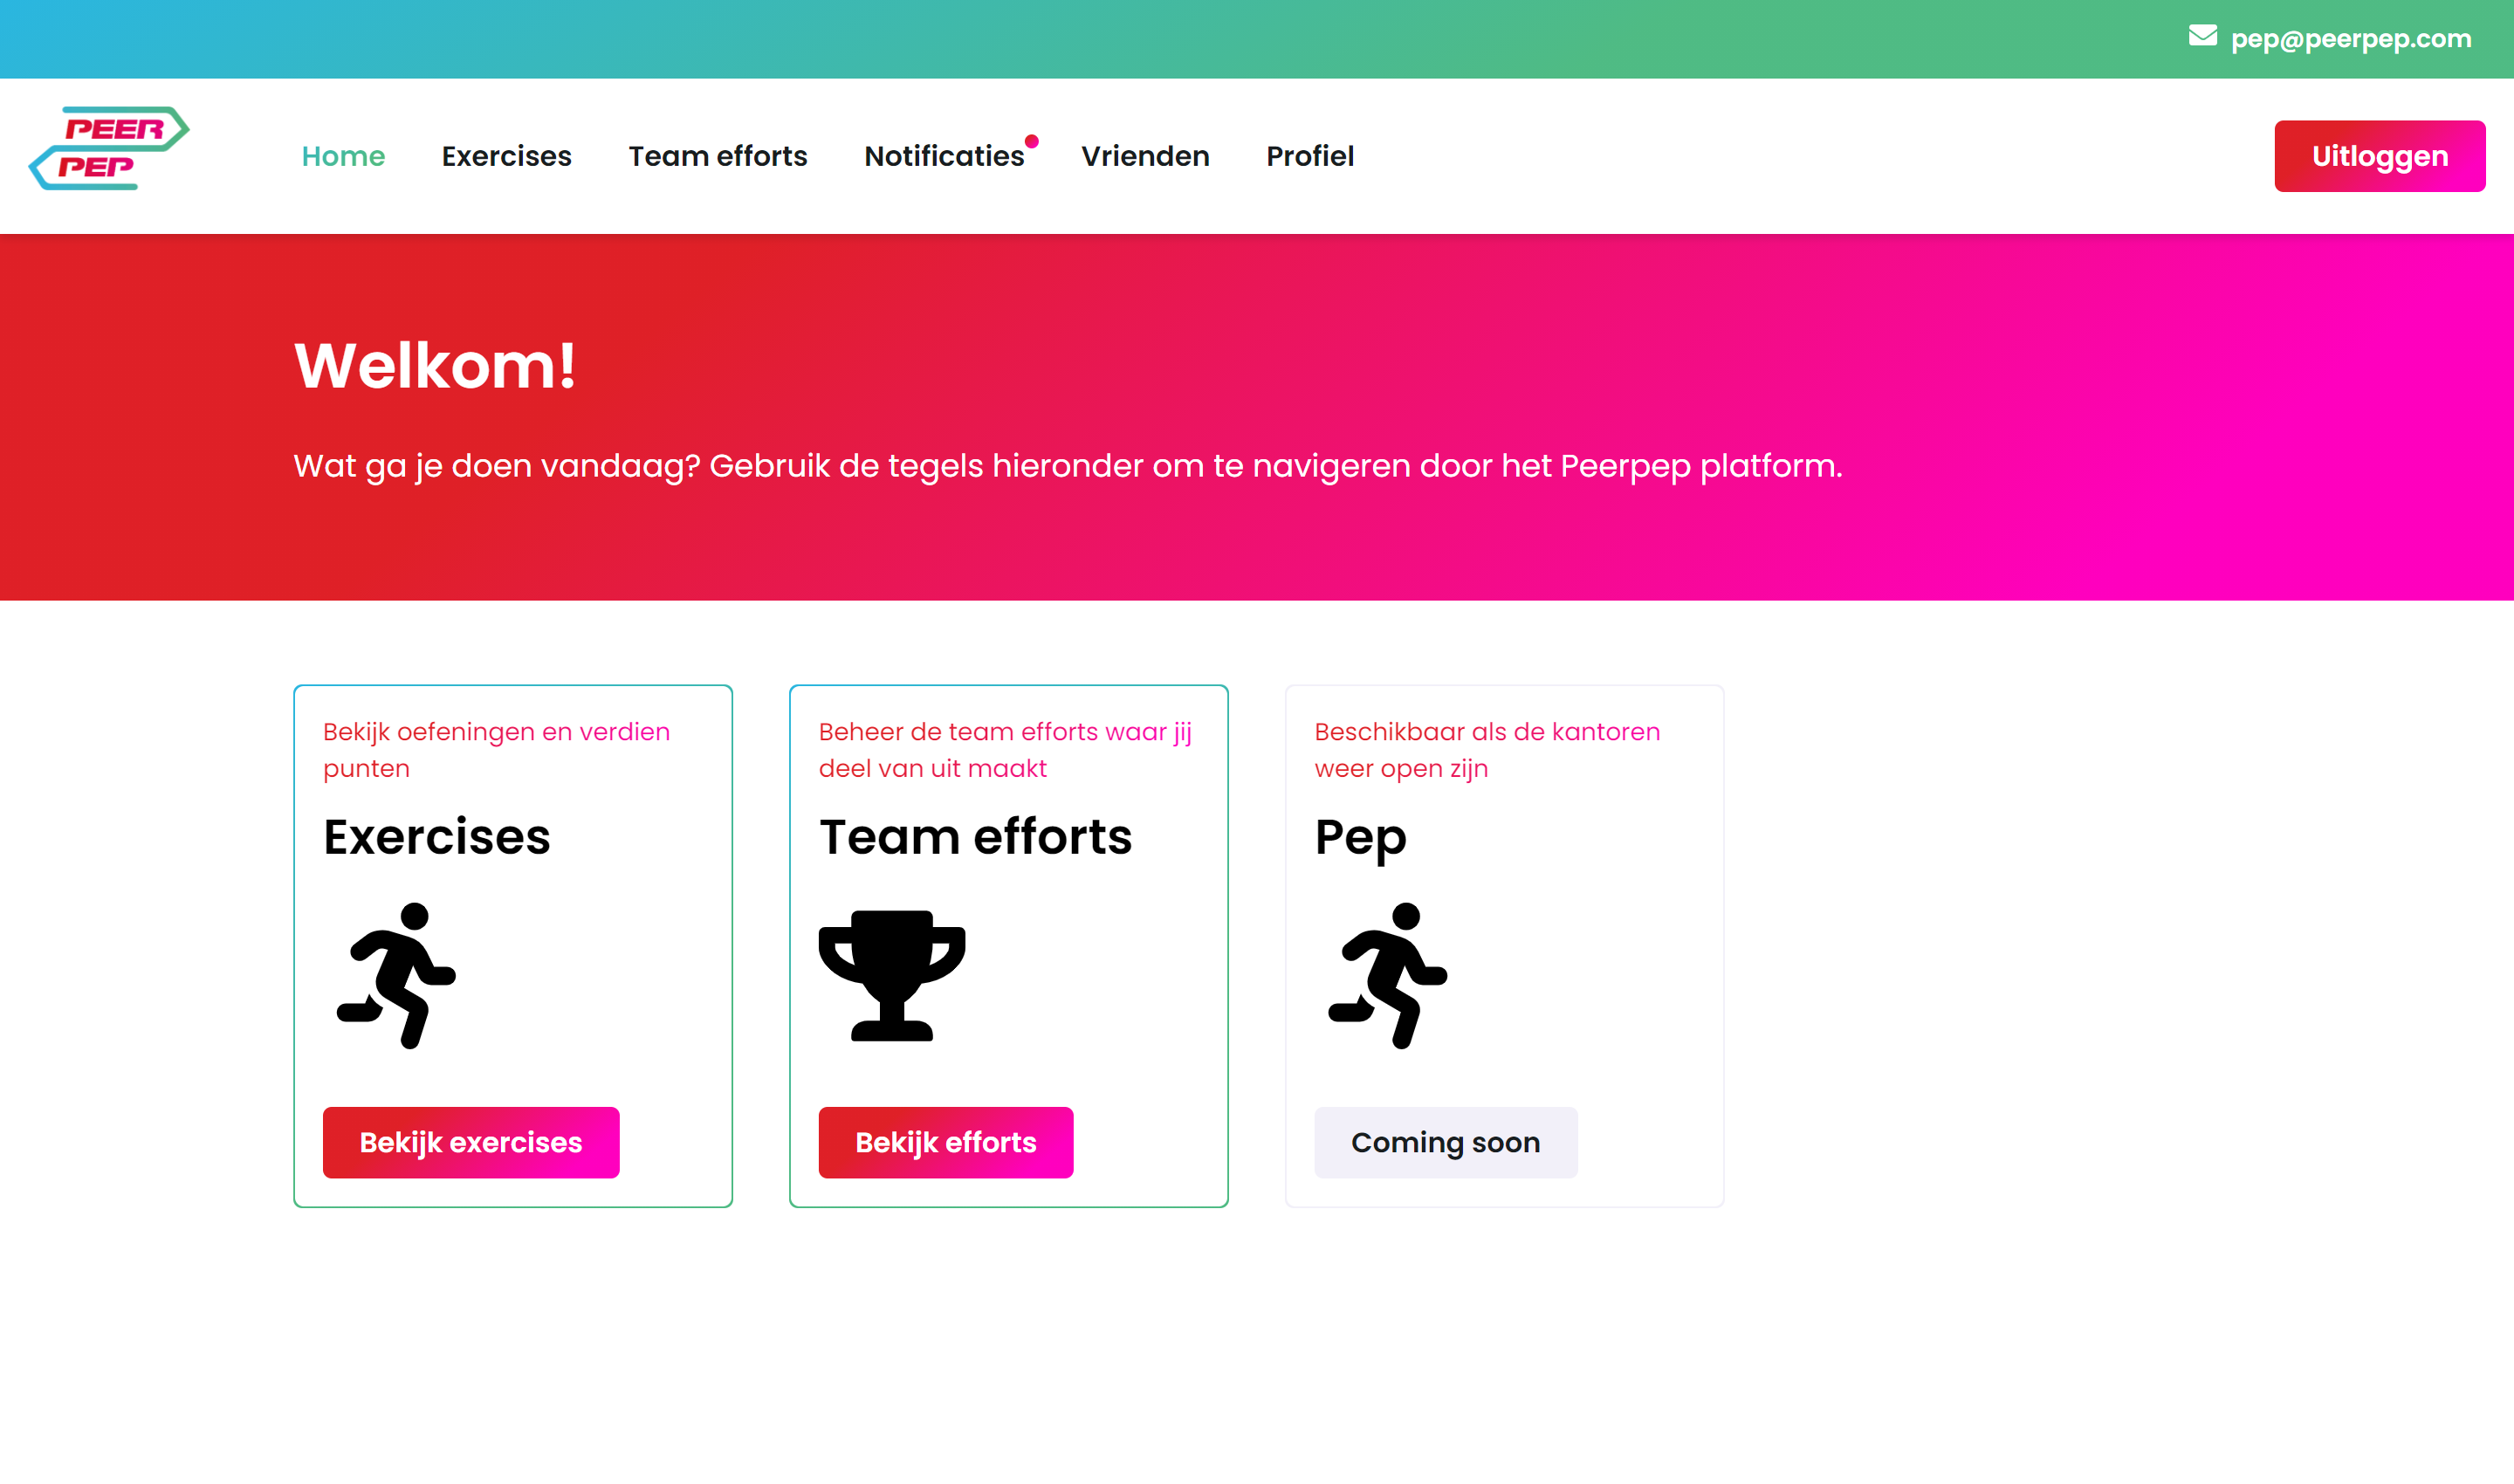 pep@peerpep.com
PEER
PEP
Home
Exercises
Team efforts
Notificaties
Vrienden
Profiel
Uitloggen
Welkom!
Wat ga je doen vandaag? Gebruik de tegels hieronder om te navigeren door het Peerpep platform.
Bekijk oefeningen en verdien
punten
Exercises
Bekijk exercises
Beheer de team efforts waar jij
deel van uit maakt
Team efforts
Bekijk efforts
Beschikbaar als de kantoren
weer open zijn
Pep
Coming soon